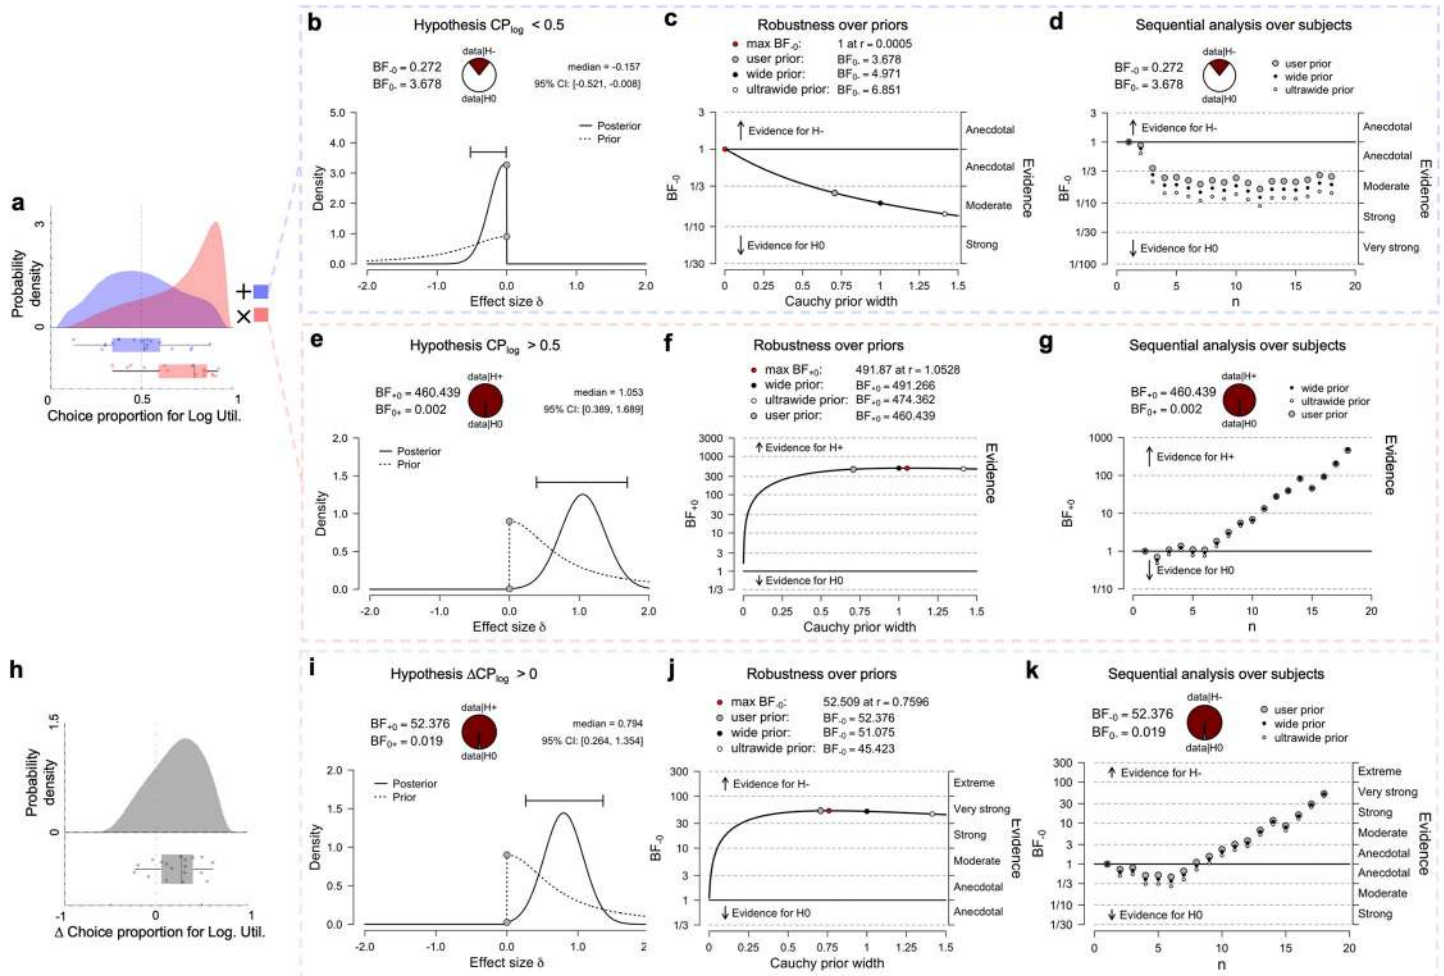 a
Probability
density
3
0
+
×
0
0.5
1
Choice proportion for Log Util.
b
Hypothesis CPlog < 0.5
data|H-
BF-0 = 0.272
BF0- = 3.678
data|H0
median = -0.157
95% CI: [-0.521, -0.008]
Posterior
Prior
Density
5.0
4.0
3.0
2.0
1.0
0.0
-2.0
-1.0
0.0
1.0
2.0
Effect size δ
c
Robustness over priors
max BF-0: 1 at r = 0.0005
user prior: BF0- = 3.678
wide prior: BF0- = 4.971
ultrawide prior: BF0- = 6.851
Evidence for H-
Evidence for H0
BF-0
3
1
1/3
1/10
1/30
Anecdotal
Anecdotal
Moderate
Strong
Evidence
0
0.25
0.5
0.75
1
1.25
1.5
Cauchy prior width
d
Sequential analysis over subjects
data|H-
BF-0 = 0.272
BF0- = 3.678
data|H0
user prior
wide prior
ultrawide prior
Evidence for H-
Evidence for H0
BF-0
3
1
1/3
1/10
1/30
1/100
Anecdotal
Anecdotal
Moderate
Strong
Very strong
Evidence
0
5
10
15
20
n
e
Hypothesis CPlog > 0.5
data|H+
BF+0 = 460.439
BF0+ = 0.002
data|H0
median = 1.053
95% CI: [0.389, 1.689]
Posterior
Prior
Density
2.0
1.5
1.0
0.5
0.0
-2.0
-1.0
0.0
1.0
2.0
Effect size δ
f
Robustness over priors
max BF+0: 491.87 at r = 1.0528
wide prior: BF+0 = 491.266
ultrawide prior: BF+0 = 474.362
user prior: BF+0 = 460.439
Evidence for H+
Evidence for H0
BF+0
3000
1000
300
100
30
10
3
1
1/3
Evidence
0
0.25
0.5
0.75
1
1.25
1.5
Cauchy prior width
g
Sequential analysis over subjects
data|H+
BF+0 = 460.439
BF0+ = 0.002
data|H0
wide prior
ultrawide prior
user prior
Evidence for H+
Evidence for H0
BF+0
1000
100
10
1
1/10
Evidence
0
5
10
15
20
n
h
Probability
density
1.5
0
-1
0
1
Δ Choice proportion for Log. Util.
i
Hypothesis ΔCPlog > 0
data|H+
BF+0 = 52.376
BF0+ = 0.019
data|H0
median = 0.794
95% CI: [0.264, 1.354]
Posterior
Prior
Density
2.0
1.5
1.0
0.5
0.0
-2.0
-1.0
0.0
1.0
2.0
Effect size δ
j
Robustness over priors
max BF-0: 52.509 at r = 0.7596
user prior: BF-0 = 52.376
wide prior: BF-0 = 51.075
ultrawide prior: BF-0 = 45.423
Evidence for H-
Evidence for H0
BF-0
300
100
30
10
3
1
1/3
Extreme
Very strong
Strong
Moderate
Anecdotal
Anecdotal
Evidence
0
0.25
0.5
0.75
1
1.25
1.5
Cauchy prior width
k
Sequential analysis over subjects
data|H-
BF-0 = 52.376
BF0- = 0.019
data|H0
user prior
wide prior
ultrawide prior
Evidence for H-
Evidence for H0
BF-0
300
100
30
10
3
1
1/3
1/10
1/30
Extreme
Very strong
Strong
Moderate
Anecdotal
Anecdotal
Moderate
Strong
Evidence
0
5
10
15
20
n